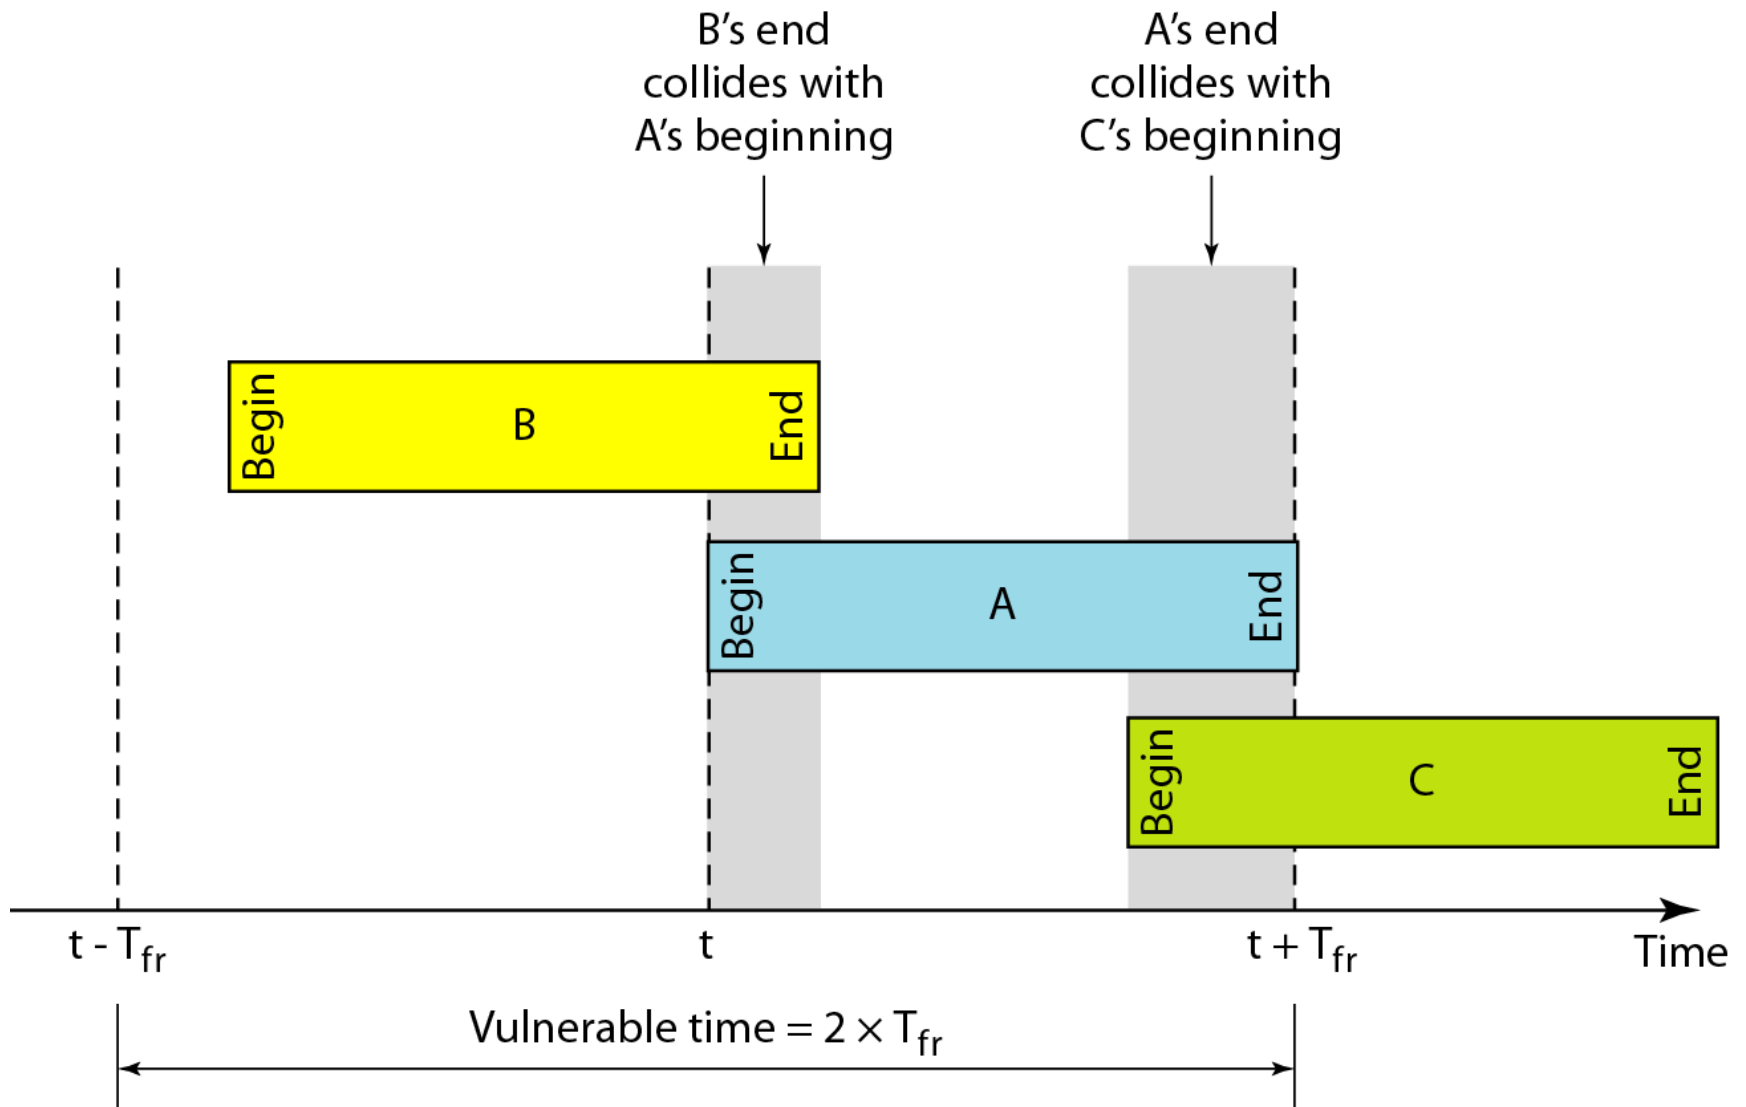 B’s end
collides with
A’s beginning
A’s end
collides with
C’s beginning
Begin
B
End
Begin
A
End
Begin
C
End
t - Tfr
t
t + Tfr
Time
Vulnerable time = 2 × Tfr